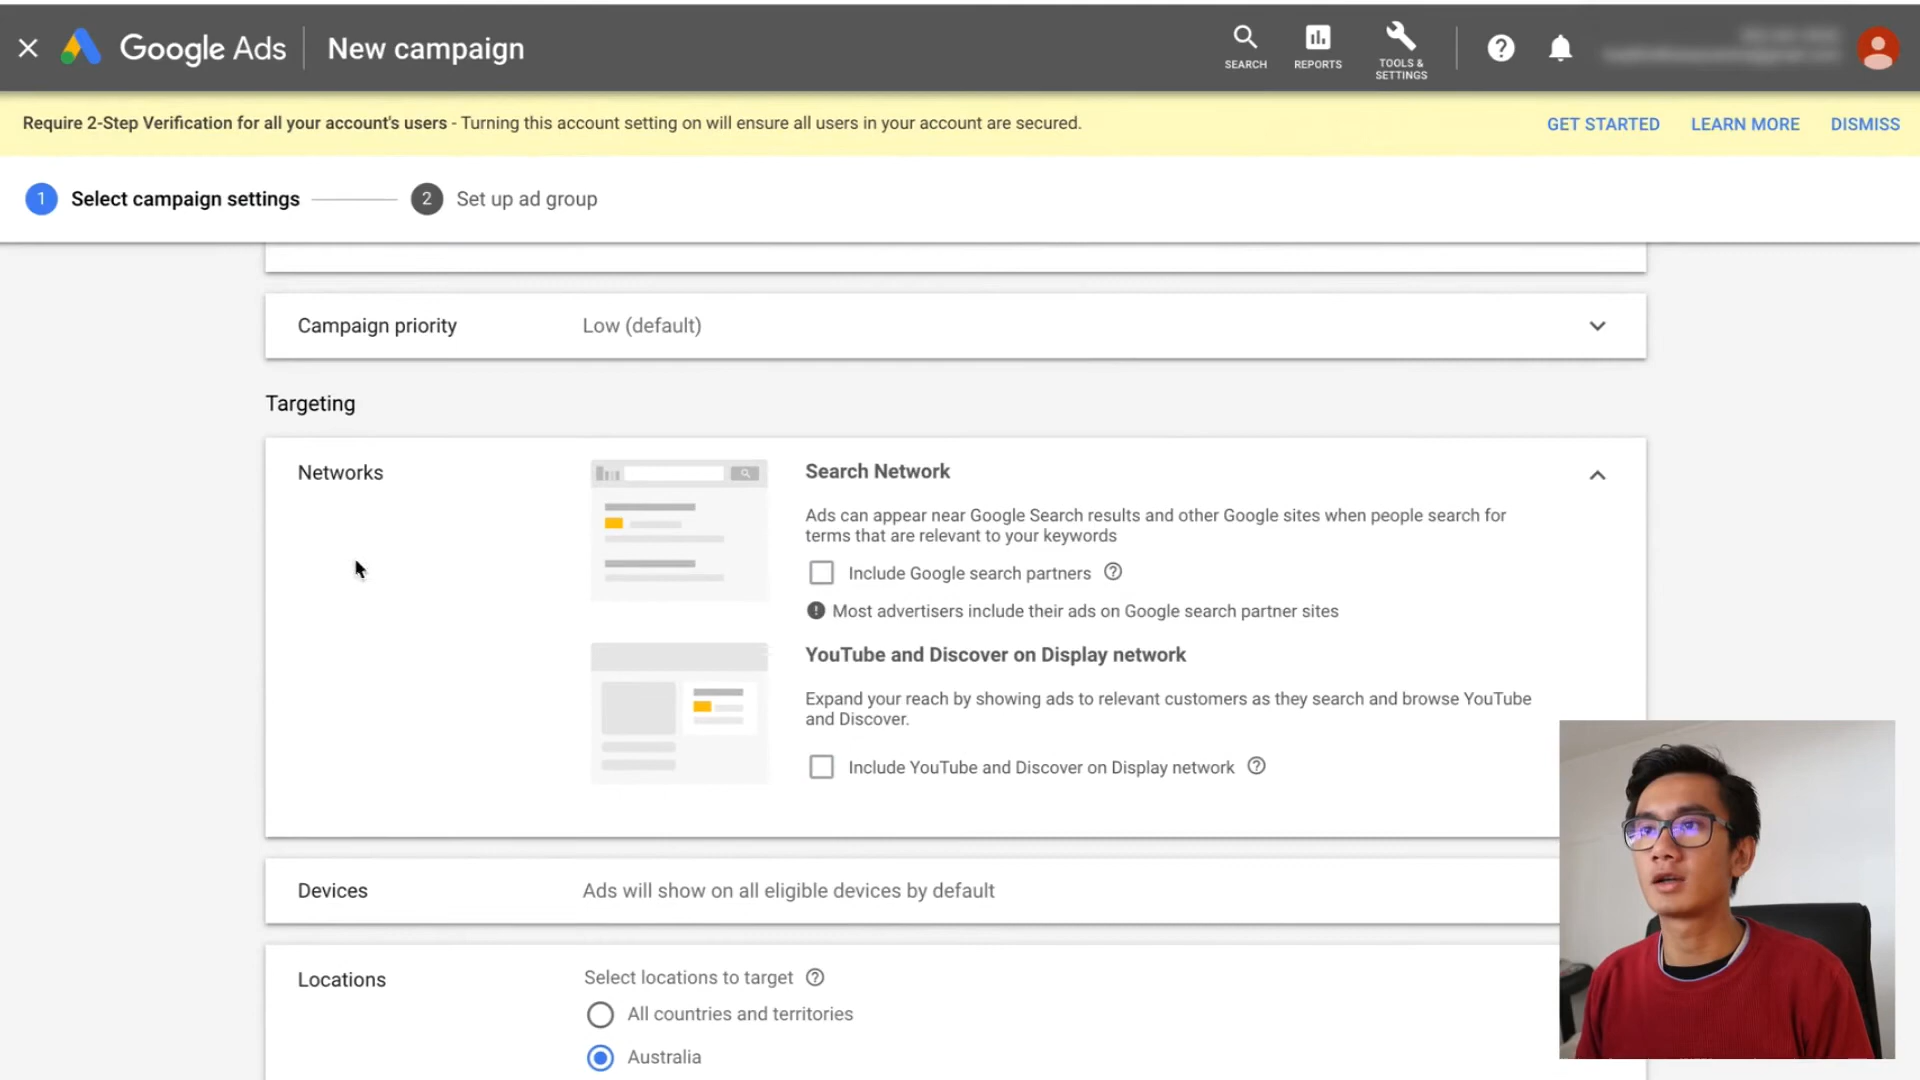 Google Ads
New campaign
SEARCH
REPORTS
TOOLS &
SETTINGS
Require 2-Step Verification for all your account's users - Turning this account setting on will ensure all users in your account are secured.
GET STARTED
LEARN MORE
DISMISS
1 Select campaign settings
2 Set up ad group
Campaign priority
Low (default)
Targeting
Networks
Search Network
Ads can appear near Google Search results and other Google sites when people search for
terms that are relevant to your keywords
Include Google search partners
Most advertisers include their ads on Google search partner sites
YouTube and Discover on Display network
Expand your reach by showing ads to relevant customers as they search and browse YouTube
and Discover.
Include YouTube and Discover on Display network
Devices
Ads will show on all eligible devices by default
Locations
Select locations to target
All countries and territories
Australia